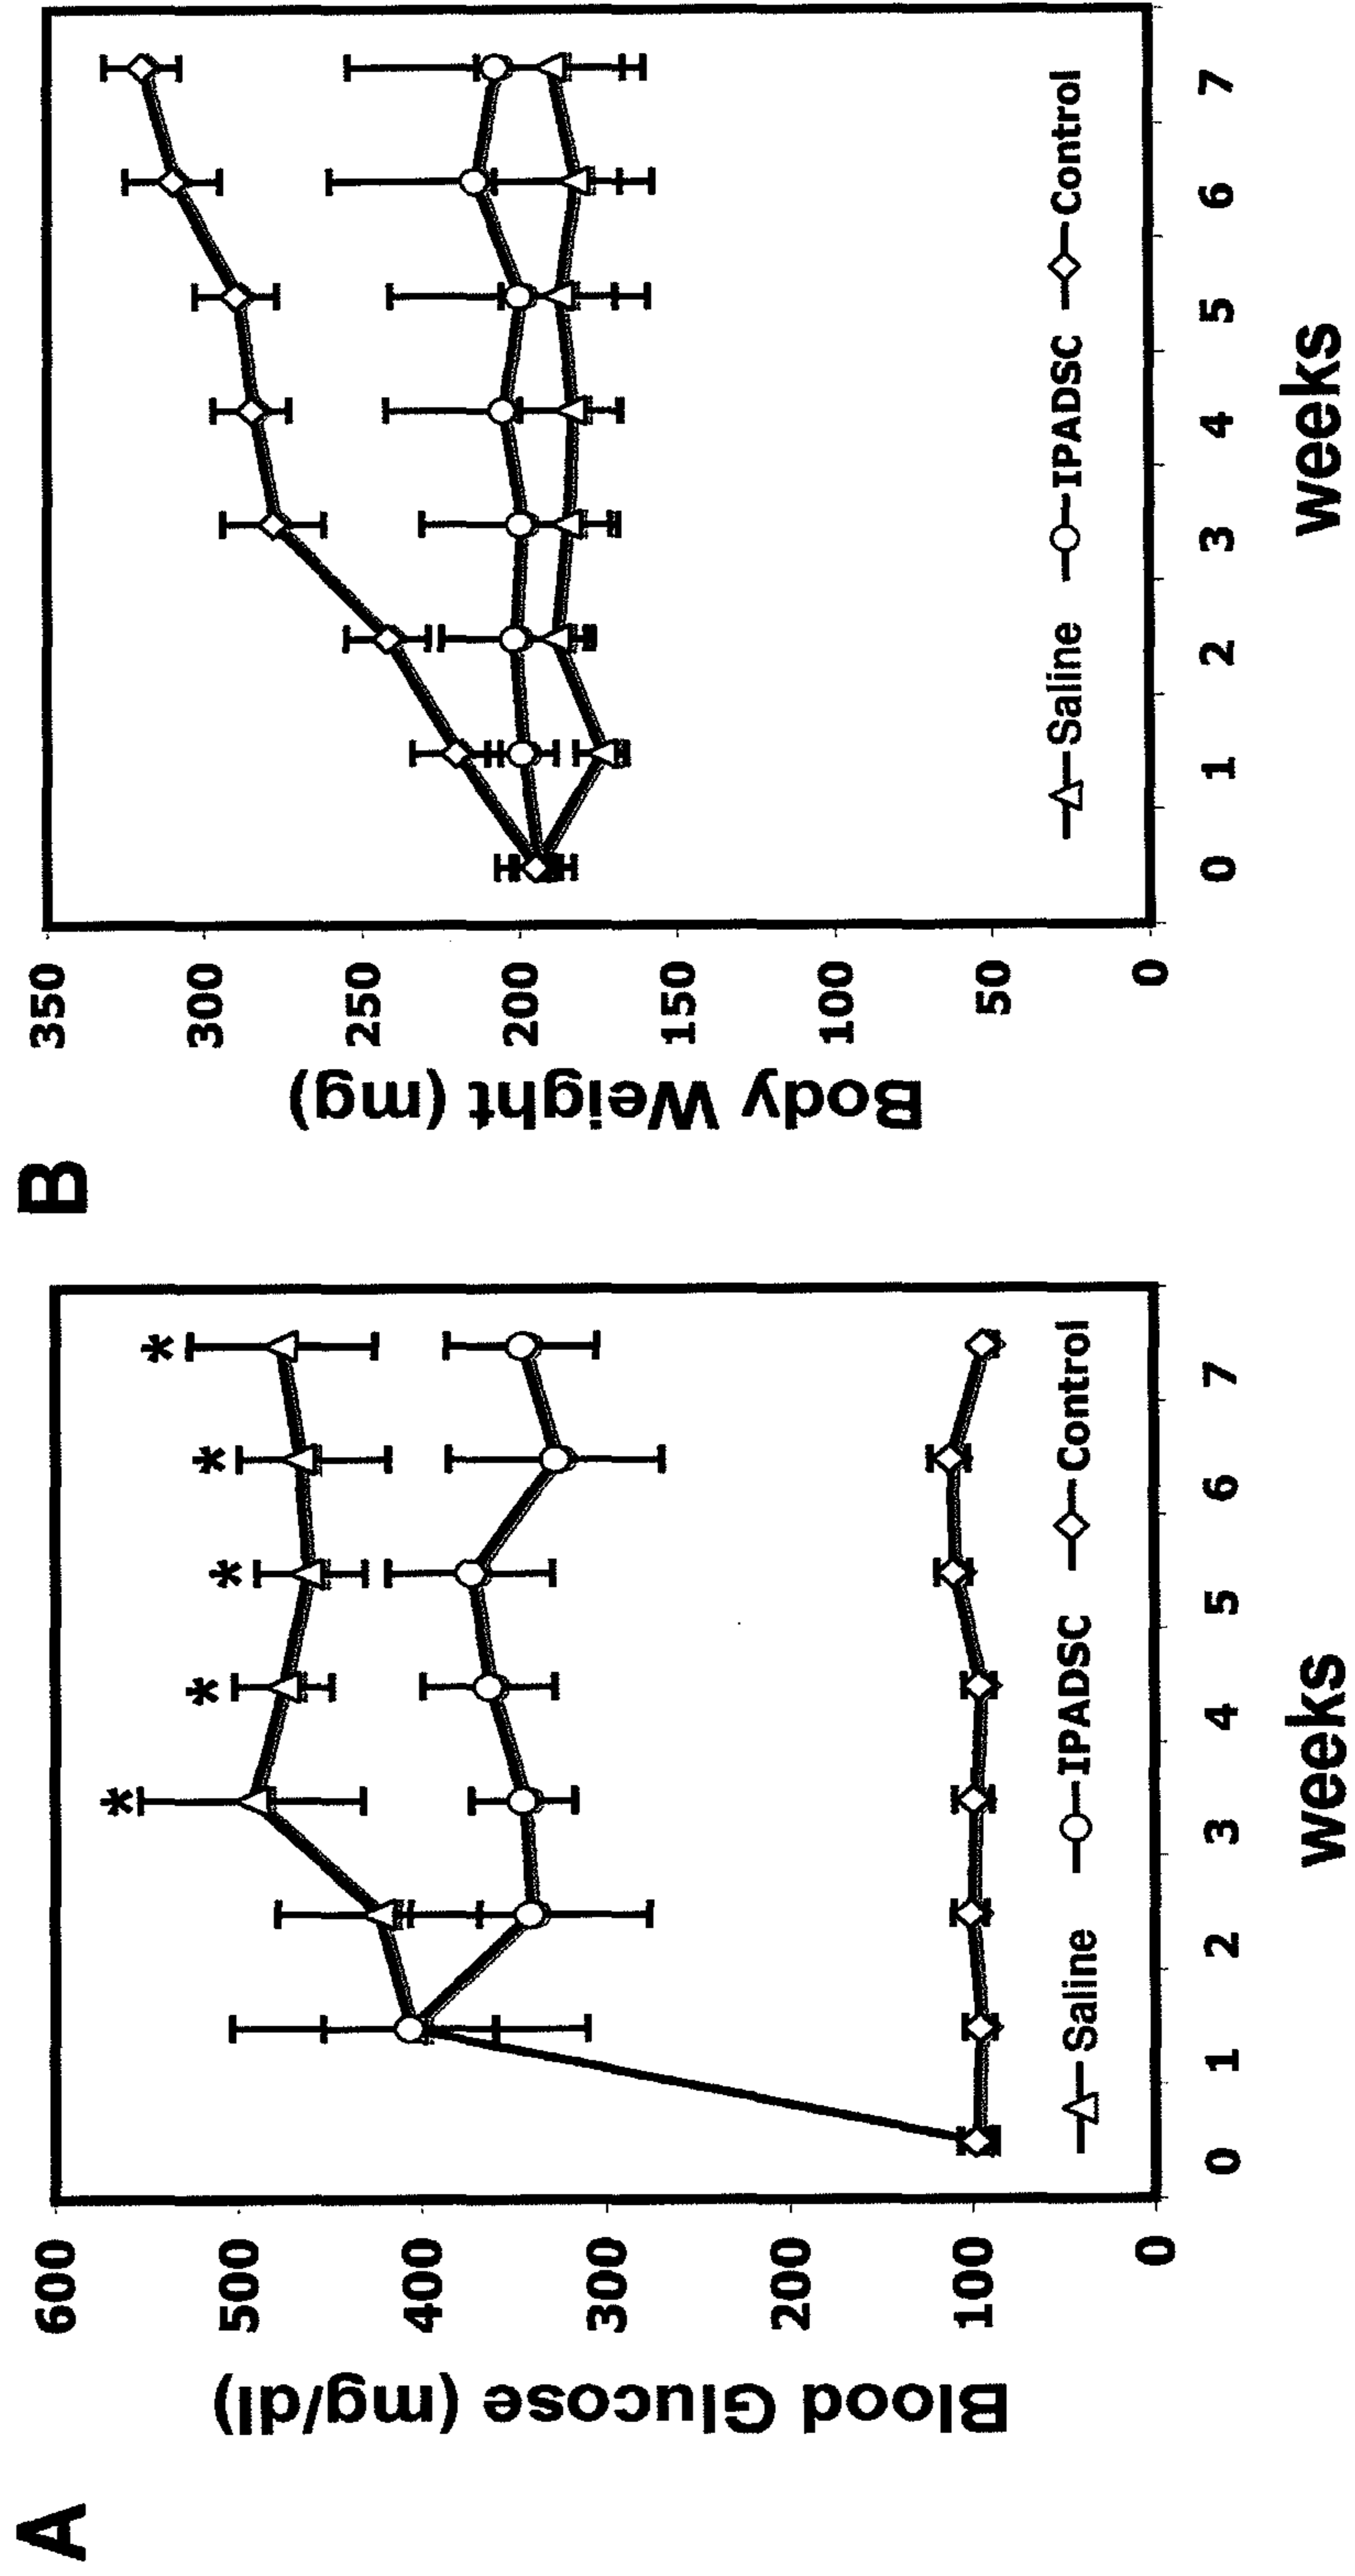 A
Blood Glucose (mg/dl)
600
500
400
300
200
100
0
*
*
*
*
*
Saline IPADSC Control
0 1 2 3 4 5 6 7
weeks
B
Body Weight (mg)
350
300
250
200
150
100
50
0
Saline IPADSC Control
0 1 2 3 4 5 6 7
weeks